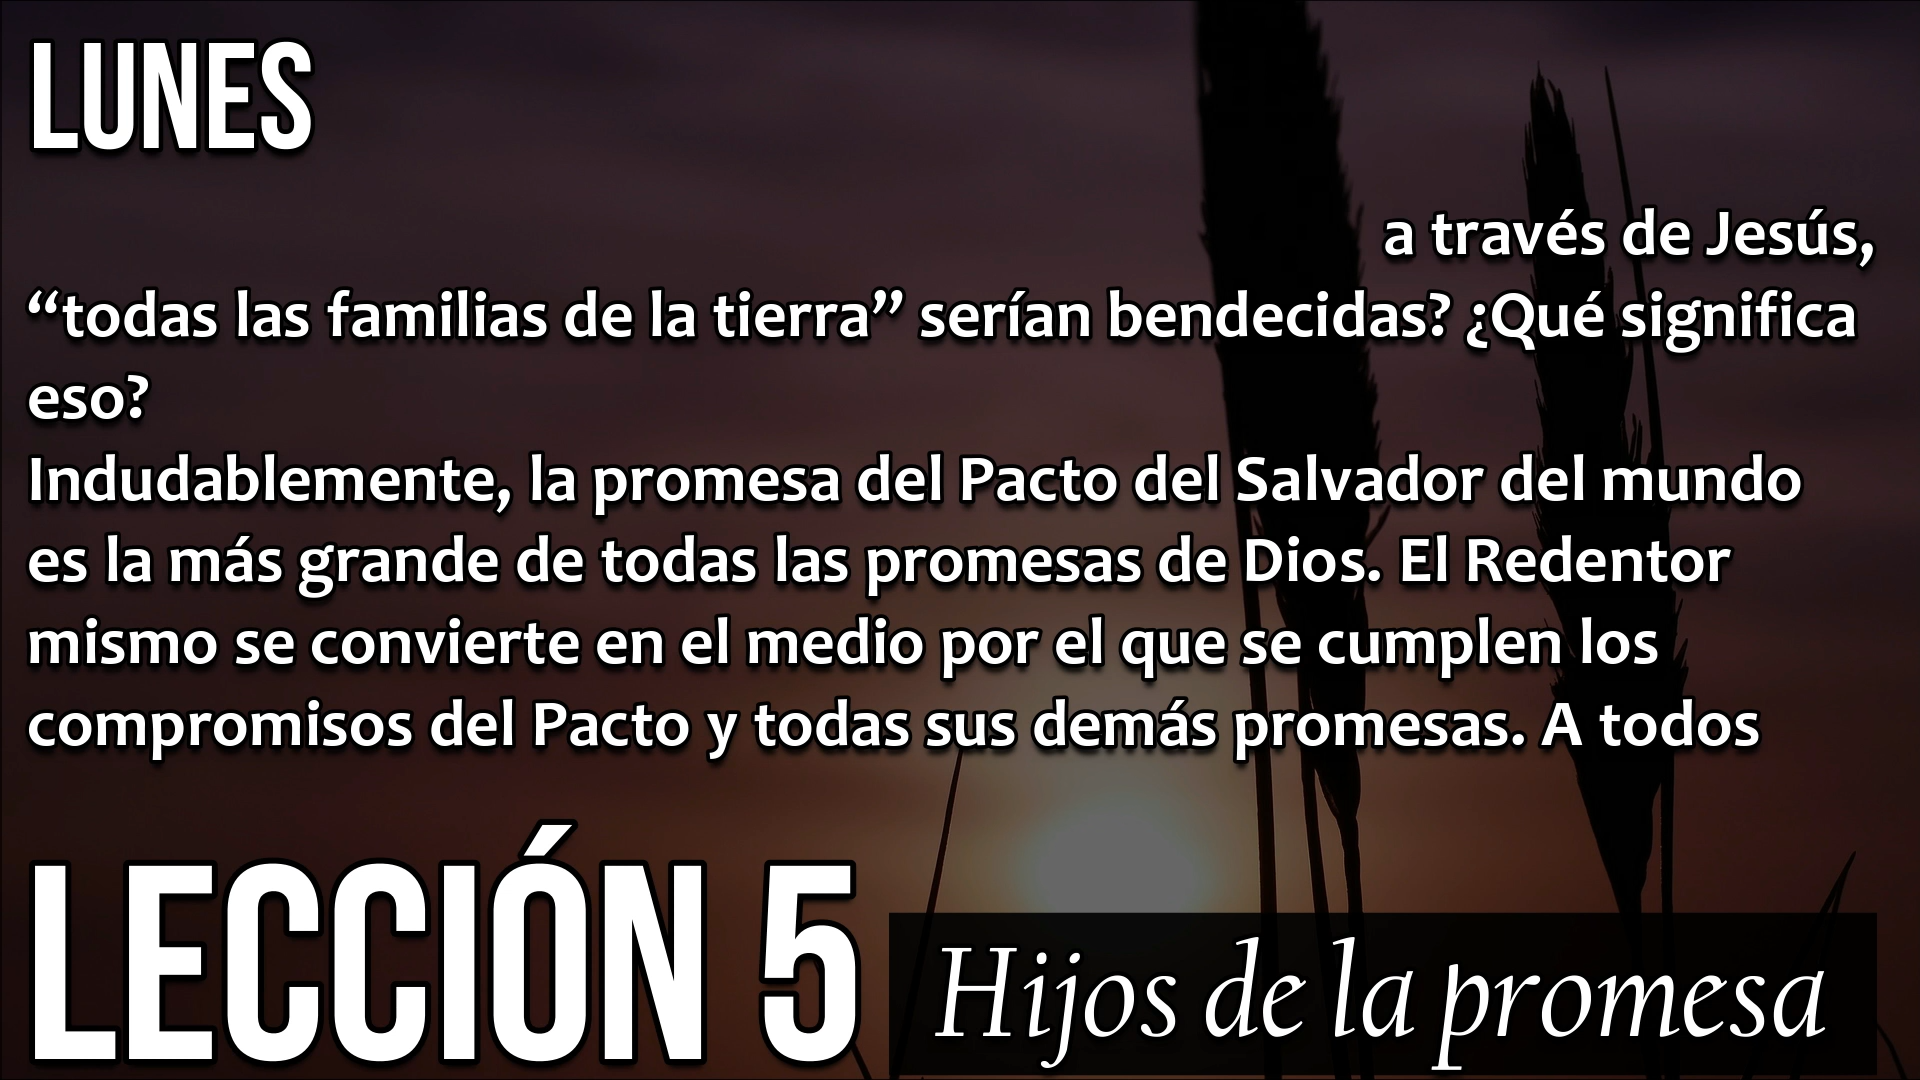 LUNES
a través de Jesús,
“todas las familias de la tierra” serían bendecidas? ¿Qué significa
eso?
Indudablemente, la promesa del Pacto del Salvador del mundo
es la más grande de todas las promesas de Dios. El Redentor
mismo se convierte en el medio por el que se cumplen los
compromisos del Pacto y todas sus demás promesas. A todos
LECCIÓN 5
Hijos de la promesa